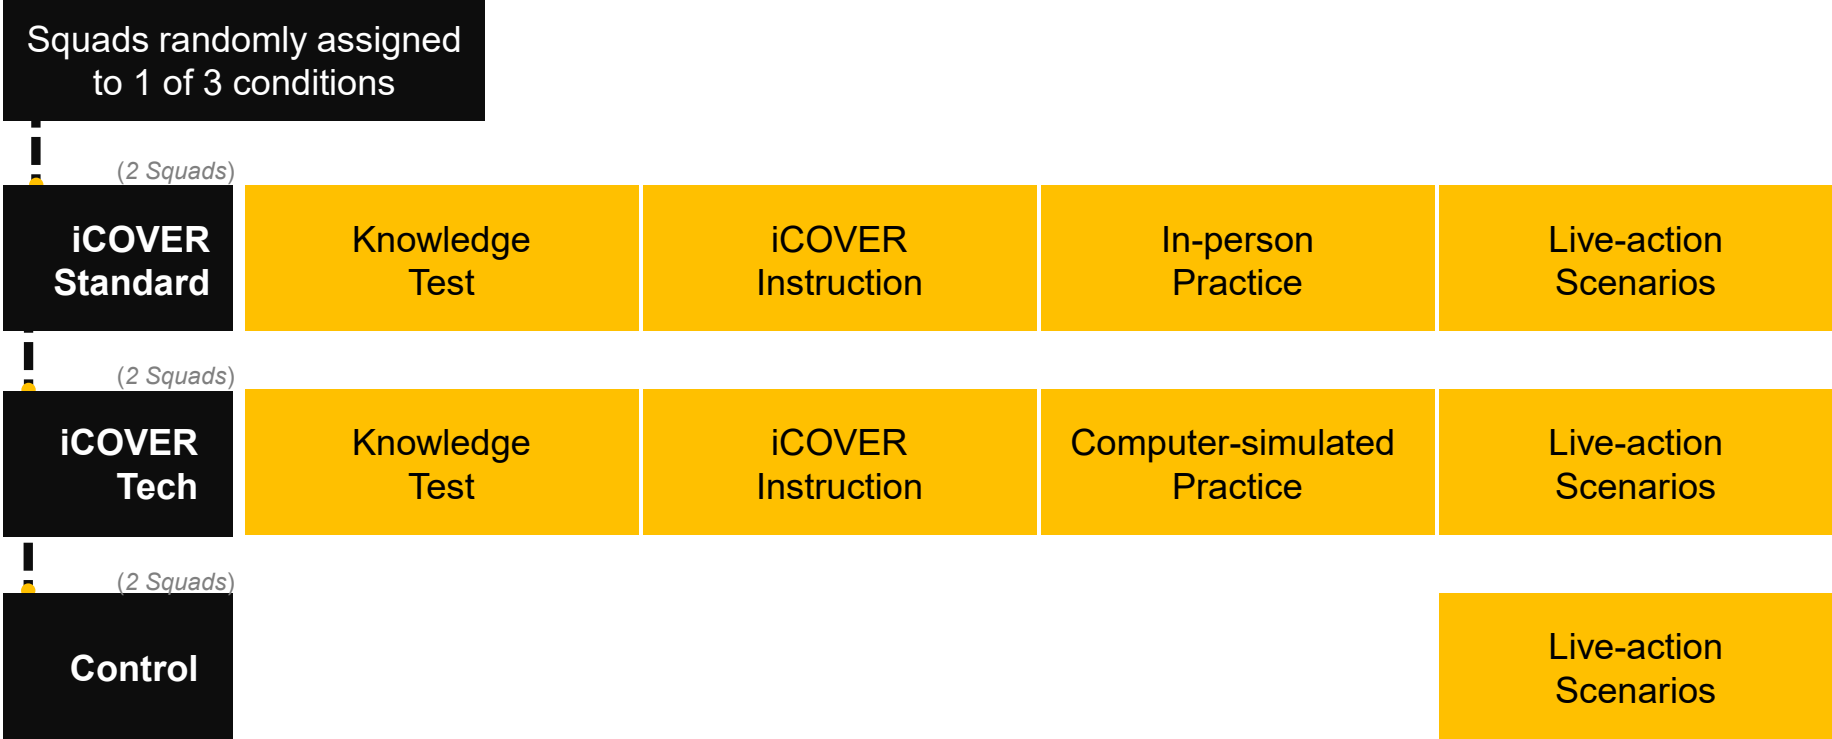 Squads randomly assigned
to 1 of 3 conditions
(2 Squads)
iCOVER
Standard
Knowledge
Test
iCOVER
Instruction
In-person
Practice
Live-action
Scenarios
(2 Squads)
iCOVER
Tech
Knowledge
Test
iCOVER
Instruction
Computer-simulated
Practice
Live-action
Scenarios
(2 Squads)
Control
Live-action
Scenarios